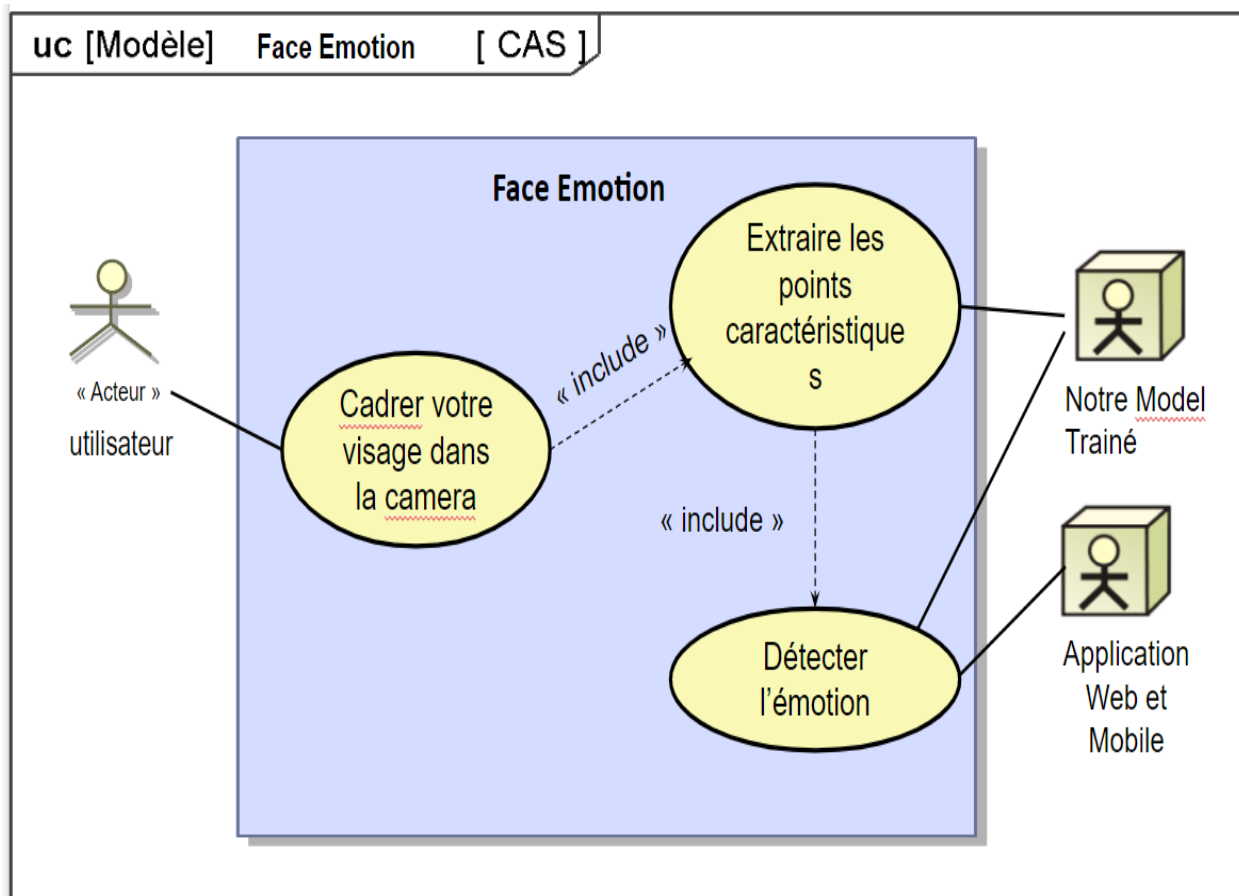 uc [Modèle] Face Emotion [ CAS ]
Face Emotion
Extraire les
points
caractéristique
s
« include »
« Acteur »
utilisateur
Cadrer votre
visage dans
la camera
Notre Model
Trainé
« include »
Détecter
l’émotion
Application
Web et
Mobile